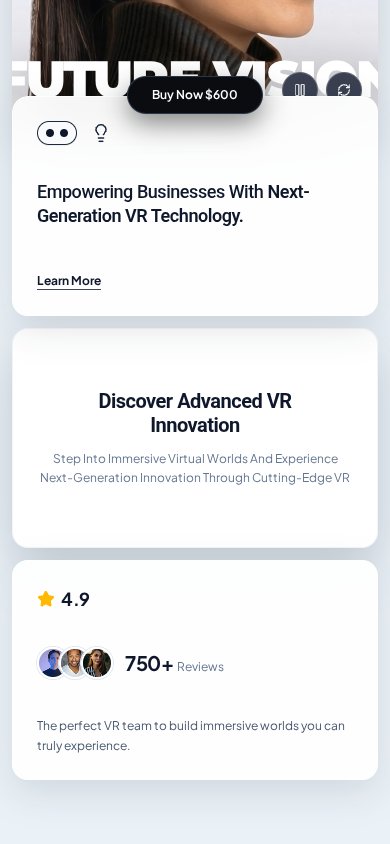 FUTURE VISION
Buy Now $600
Empowering Businesses With Next-
Generation VR Technology.
Learn More
Discover Advanced VR
Innovation
Step Into Immersive Virtual Worlds And Experience
Next-Generation Innovation Through Cutting-Edge VR
4.9
750+ Reviews
The perfect VR team to build immersive worlds you can
truly experience.